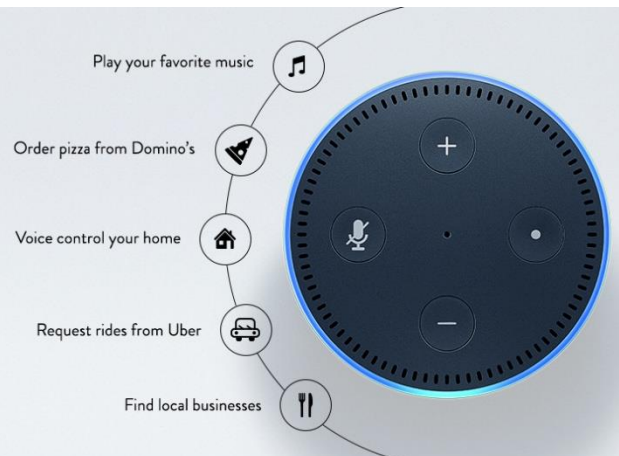 Play your favorite music
Order pizza from Domino's
Voice control your home
Request rides from Uber
Find local businesses